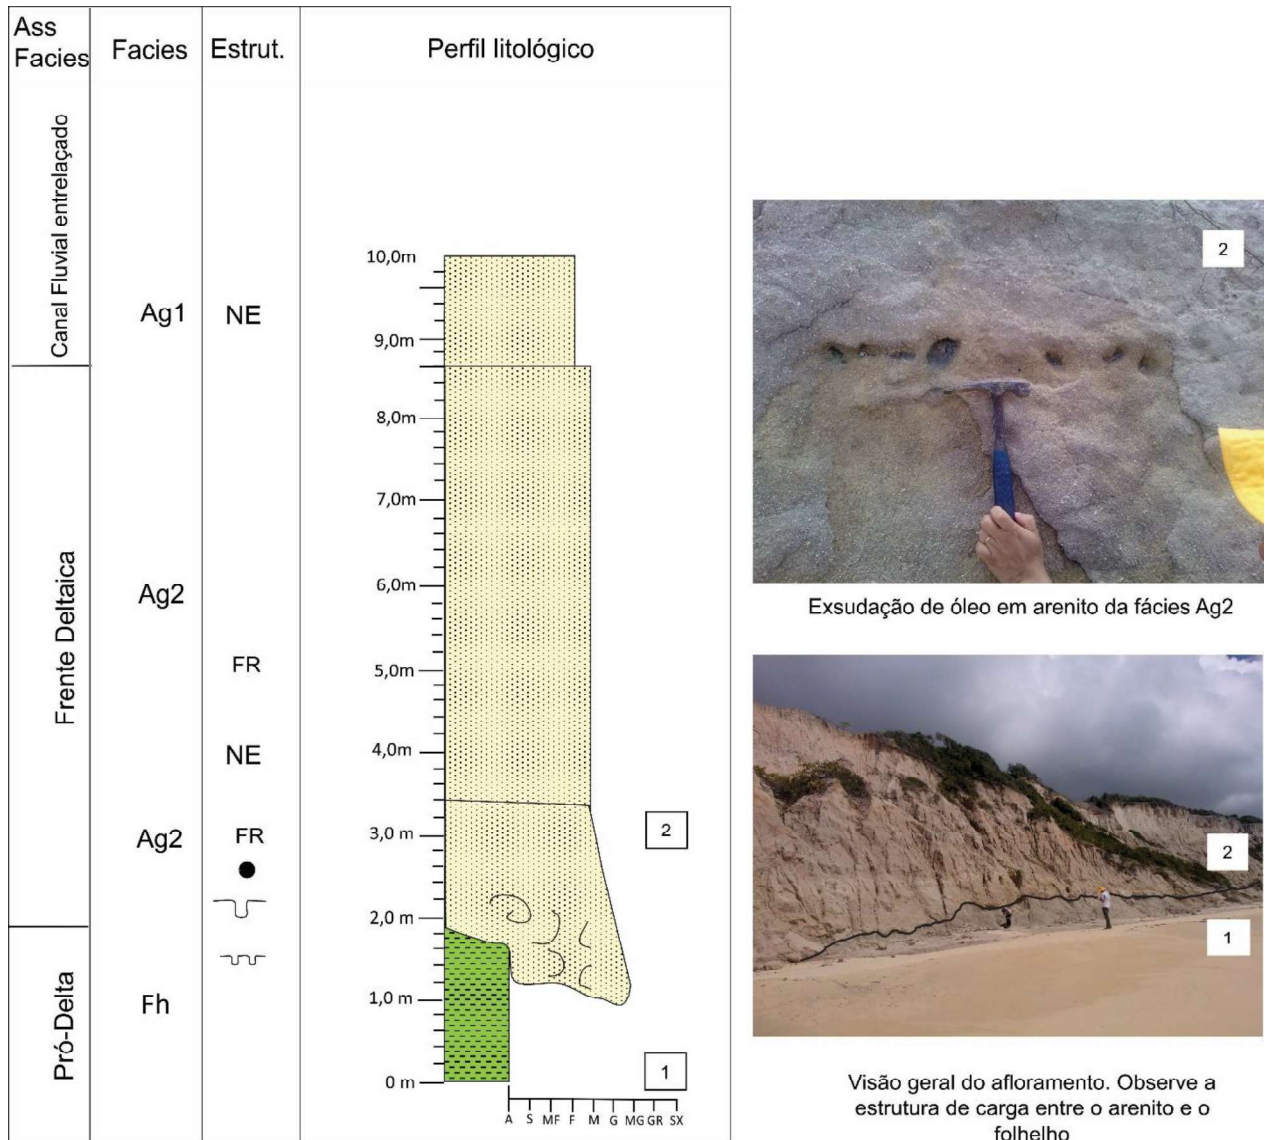 Ass
Facies
Facies
Estrut.
Perfil litológico
Canal Fluvial entrelaçado
Ag1
NE
Frente Deltaica
Ag2
FR
NE
Ag2
FR
Pró-Delta
Fh
10,0m
9,0m
8,0m
7,0m
6,0m
5,0m
4,0m
3,0 m
2,0m
1,0m
0 m
2
1
A S MF F M G MG GR SX
2
Exsudação de óleo em arenito da fácies Ag2
2
1
Visão geral do afloramento. Observe a
estrutura de carga entre o arenito e o
folhelho